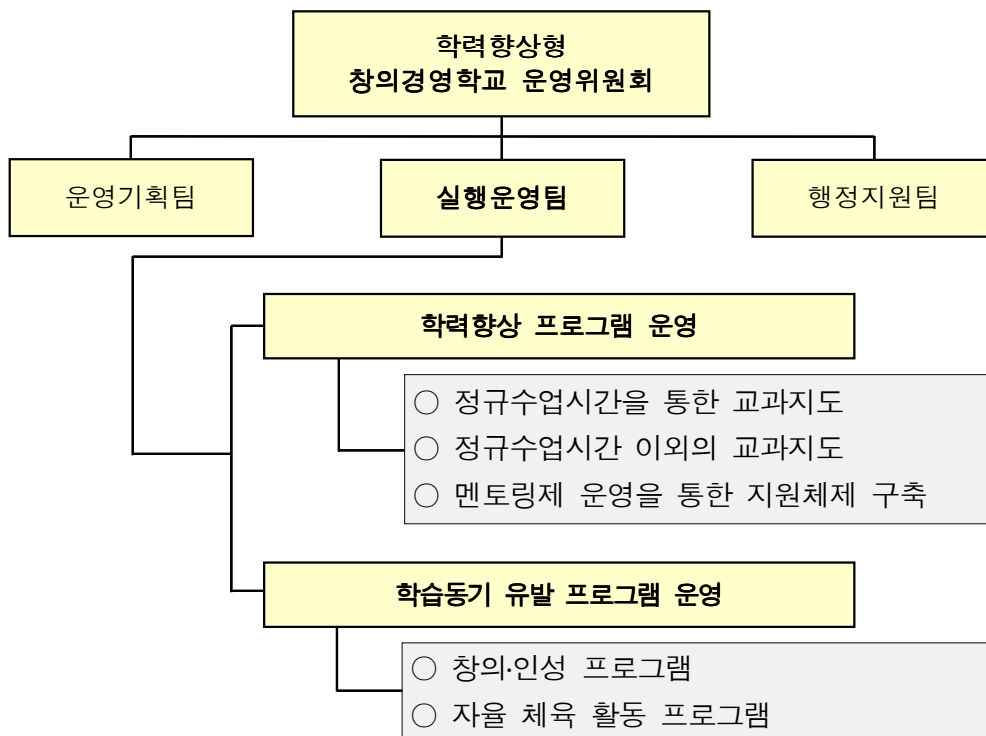 학력향상형
창의경영학교 운영위원회
운영기획팀
실행운영팀
행정지원팀
학력향상 프로그램 운영
○ 정규수업시간을 통한 교과지도
○ 정규수업시간 이외의 교과지도
○ 멘토링제 운영을 통한 지원체제 구축
학습동기 유발 프로그램 운영
○ 창의·인성 프로그램
○ 자율 체육 활동 프로그램